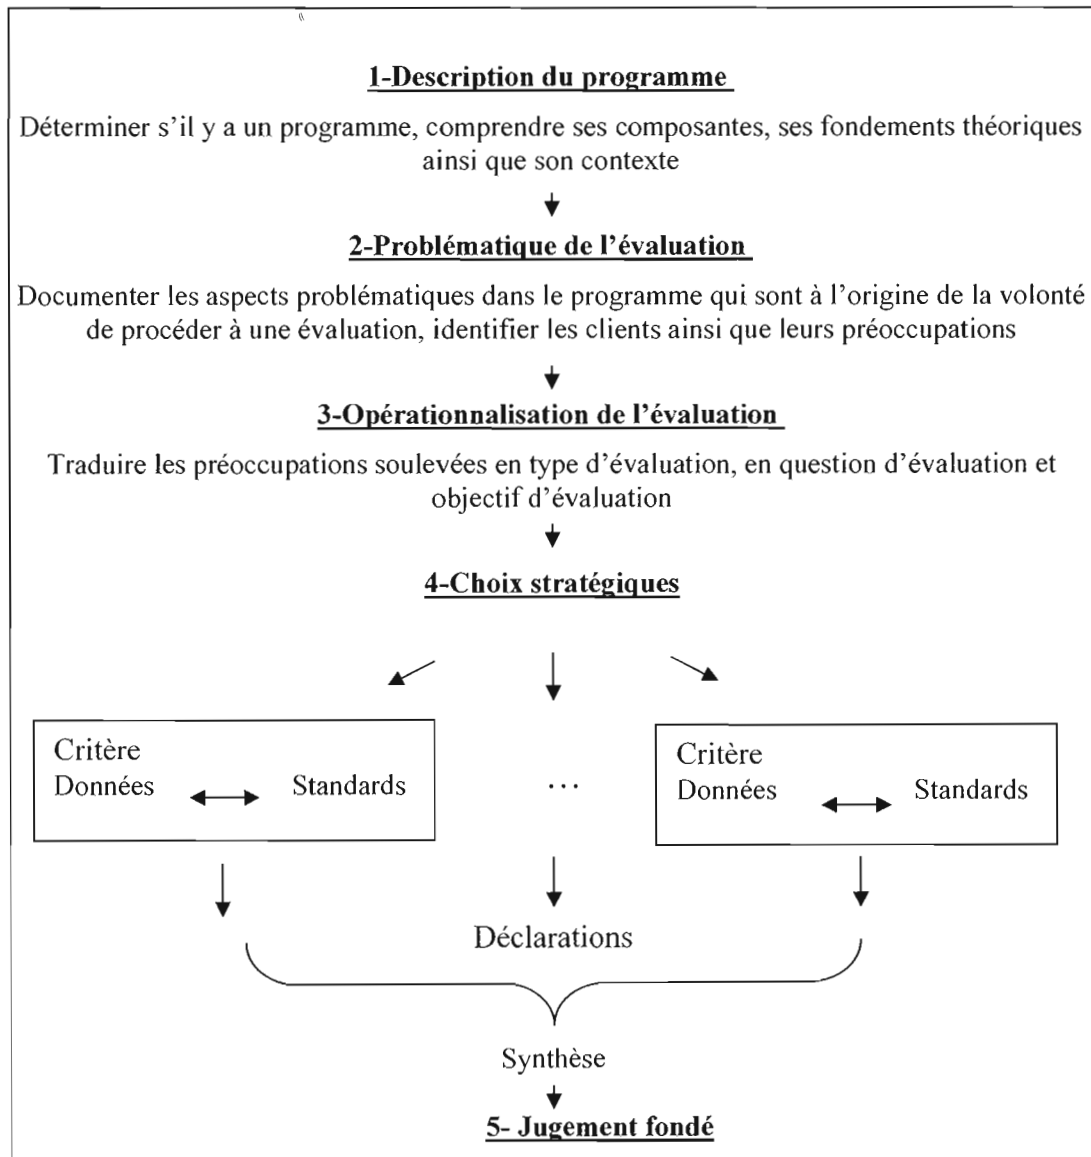 1-Description du programme
Déterminer s’il y a un programme, comprendre ses composantes, ses fondements théoriques
ainsi que son contexte
2-Problématique de l’évaluation
Documenter les aspects problématiques dans le programme qui sont à l’origine de la volonté
de procéder à une évaluation, identifier les clients ainsi que leurs préoccupations
3-Opérationnalisation de l’évaluation
Traduire les préoccupations soulevées en type d’évaluation, en question d’évaluation et
objectif d’évaluation
4-Choix stratégiques
Critère
Données Standards
...
Critère
Données Standards
Déclarations
Synthèse
5- Jugement fondé